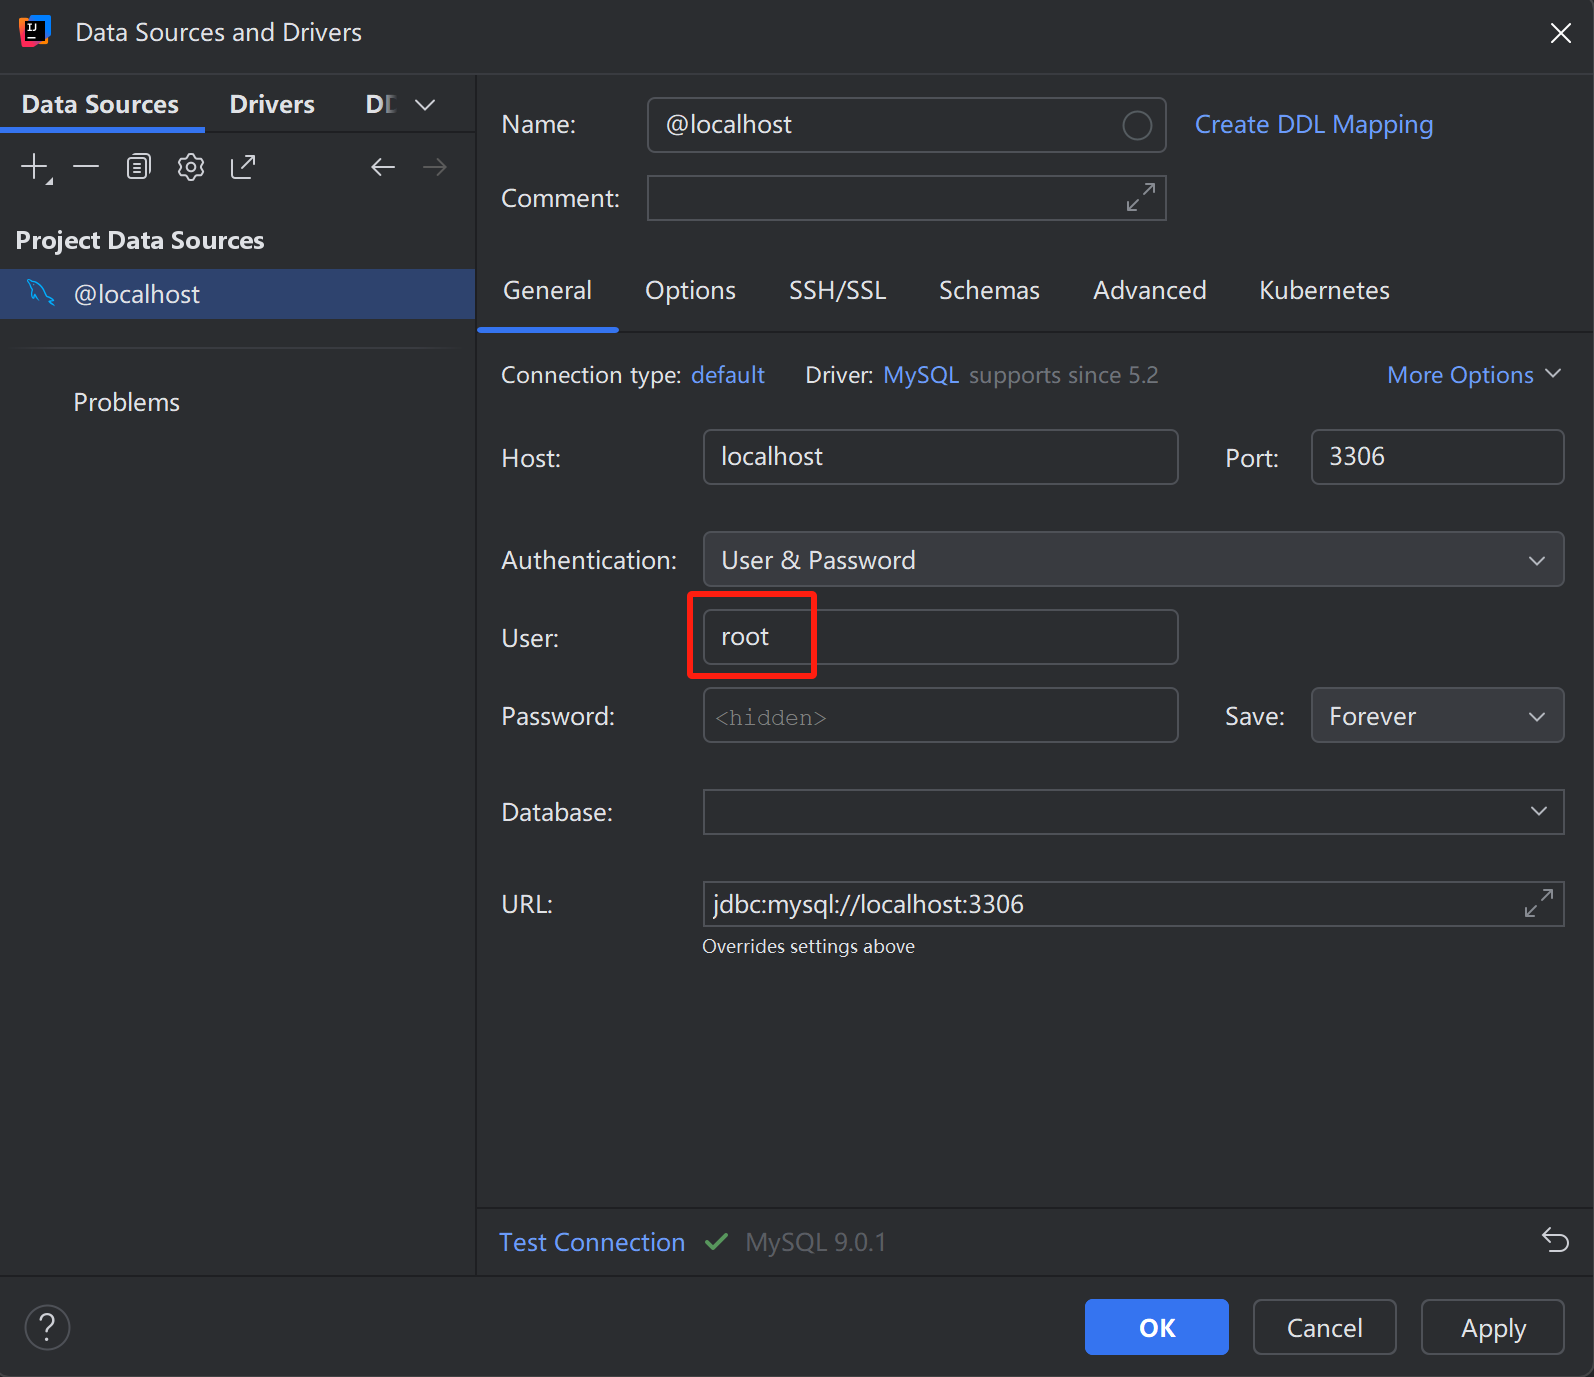 Data Sources and Drivers
Data Sources Drivers DD
Project Data Sources
@localhost
Problems
Name: @localhost Create DDL Mapping
Comment:
General Options SSH/SSL Schemas Advanced Kubernetes
Connection type: default Driver: MySQL supports since 5.2 More Options
Host: localhost Port: 3306
Authentication: User & Password
User: root
Password: <hidden> Save: Forever
Database:
URL: jdbc:mysql://localhost:3306
Overrides settings above
Test Connection MySQL 9.0.1
? OK Cancel Apply